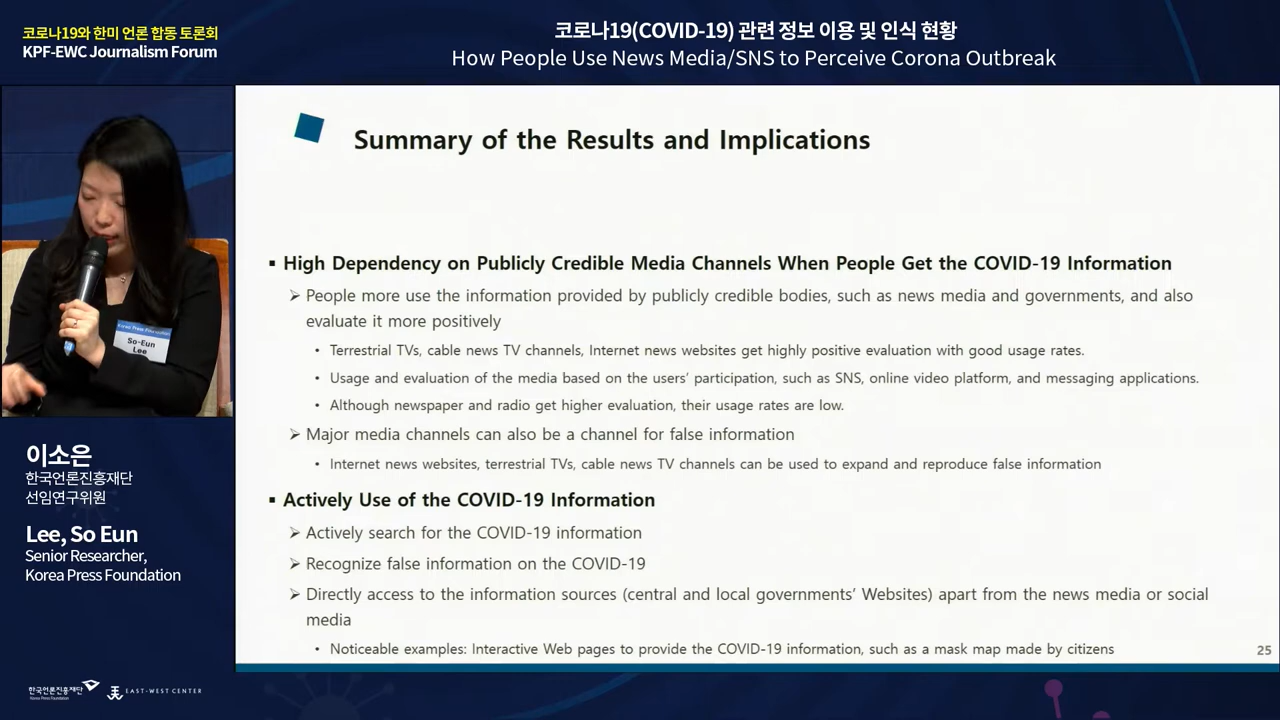 코로나19와 한미 언론 합동 토론회
KPF-EWC Journalism Forum
코로나19(COVID-19) 관련 정보 이용 및 인식 현황
How People Use News Media/SNS to Perceive Corona Outbreak
Summary of the Results and Implications
▪ High Dependency on Publicly Credible Media Channels When People Get the COVID-19 Information
➢ People more use the information provided by publicly credible bodies, such as news media and governments, and also
evaluate it more positively
• Terrestrial TVs, cable news TV channels, Internet news websites get highly positive evaluation with good usage rates.
• Usage and evaluation of the media based on the users' participation, such as SNS, online video platform, and messaging applications.
• Although newspaper and radio get higher evaluation, their usage rates are low.
➢ Major media channels can also be a channel for false information
• Internet news websites, terrestrial TVs, cable news TV channels can be used to expand and reproduce false information
▪ Actively Use of the COVID-19 Information
➢ Actively search for the COVID-19 information
➢ Recognize false information on the COVID-19
➢ Directly access to the information sources (central and local governments' Websites) apart from the news media or social
media
• Noticeable examples: Interactive Web pages to provide the COVID-19 information, such as a mask map made by citizens
25
Korea Press Foundation
So-Eun
Lee
이소은
한국언론진흥재단
선임연구위원
Lee, So Eun
Senior Researcher,
Korea Press Foundation
한국언론진흥재단
Korea Press Foundation
EAST-WEST CENTER